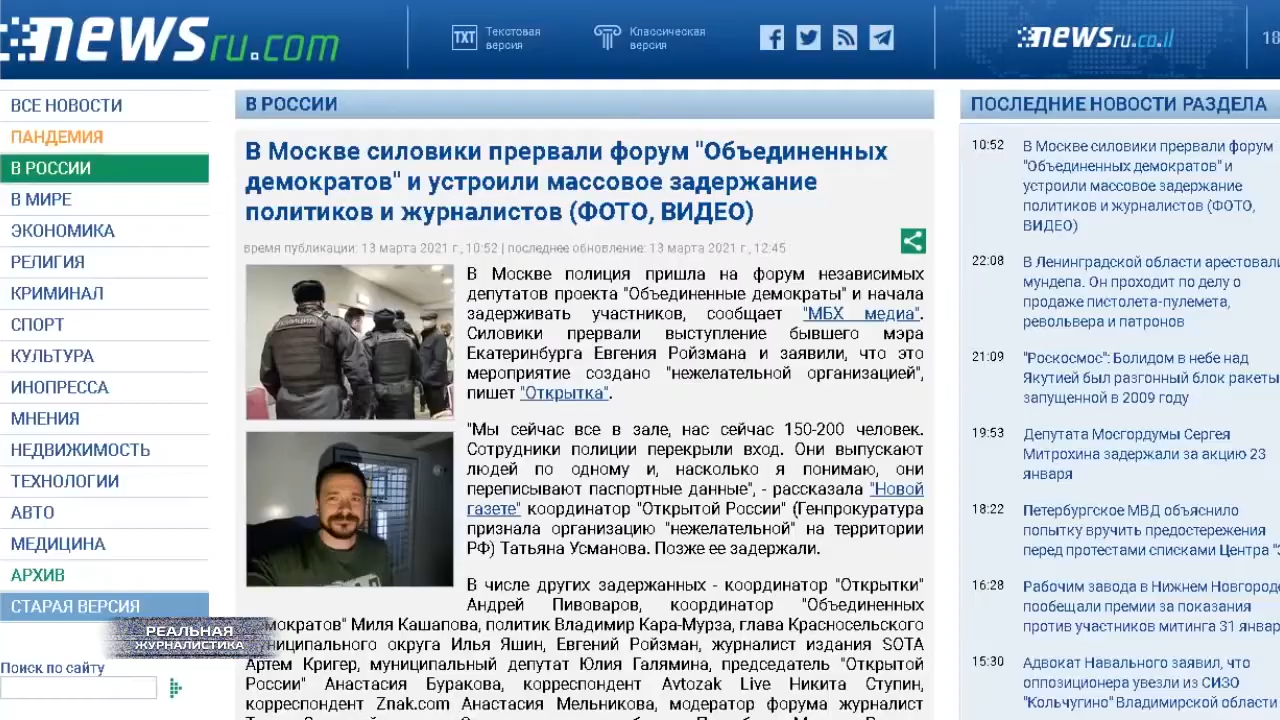 NEWSru.com
TXT
Текстовая
версия
Классическая
версия
NEWSru.co.il
18
ВСЕ НОВОСТИ
ПАНДЕМИЯ
В РОССИИ
В МИРЕ
ЭКОНОМИКА
РЕЛИГИЯ
КРИМИНАЛ
СПОРТ
КУЛЬТУРА
ИНОПРЕССА
МНЕНИЯ
НЕДВИЖИМОСТЬ
ТЕХНОЛОГИИ
АВТО
МЕДИЦИНА
АРХИВ
СТАРАЯ ВЕРСИЯ
РЕАЛЬНАЯ
ЖУРНАЛИСТИКА
Поиск по сайту
В РОССИИ
В Москве силовики прервали форум "Объединенных
демократов" и устроили массовое задержание
политиков и журналистов (ФОТО, ВИДЕО)
время публикации: 13 марта 2021 г., 10:52 | последнее обновление: 13 марта 2021 г., 12:45
В Москве полиция пришла на форум независимых
депутатов проекта "Объединенные демократы" и начала
задерживать участников, сообщает "МБХ медиа".
Силовики прервали выступление бывшего мэра
Екатеринбурга Евгения Ройзмана и заявили, что это
мероприятие создано "нежелательной организацией",
пишет "Открытка".
"Мы сейчас все в зале, нас сейчас 150-200 человек.
Сотрудники полиции перекрыли вход. Они выпускают
людей по одному и, насколько я понимаю, они
переписывают паспортные данные", - рассказала "Новой
газете" координатор "Открытой России" (Генпрокуратура
признала организацию "нежелательной" на территории
РФ) Татьяна Усманова. Позже ее задержали.
В числе других задержанных - координатор "Открытки"
Андрей Пивоваров, координатор "Объединенных
емократов" Миля Кашапова, политик Владимир Кара-Мурза, глава Красносельского
ниципального округа Илья Яшин, Евгений Ройзман, журналист издания SOTA
Артем Кригер, муниципальный депутат Юлия Галямина, председатель "Открытой
России" Анастасия Буракова, корреспондент Avtozak Live Никита Ступин,
корреспондент Znak.com Анастасия Мельникова, модератор форума журналист
ПОСЛЕДНИЕ НОВОСТИ РАЗДЕЛА
10:52 В Москве силовики прервали форум
"Объединенных демократов" и
устроили массовое задержание
политиков и журналистов (ФОТО,
ВИДЕО)
22:08 В Ленинградской области арестовали
мундепа. Он проходит по делу о
продаже пистолета-пулемета,
револьвера и патронов
21:09 "Роскосмос": Болидом в небе над
Якутией был разгонный блок ракеты
запущенной в 2009 году
19:53 Депутата Мосгордумы Сергея
Митрохина задержали за акцию 23
января
18:22 Петербургское МВД объяснило
попытку вручить предостережения
перед протестами списками Центра "Э
16:28 Рабочим завода в Нижнем Новгороде
пообещали премии за показания
против участников митинга 31 январ
15:30 Адвокат Навального заявил, что
оппозиционера увезли из СИЗО
"Кольчугино" Владимирской области